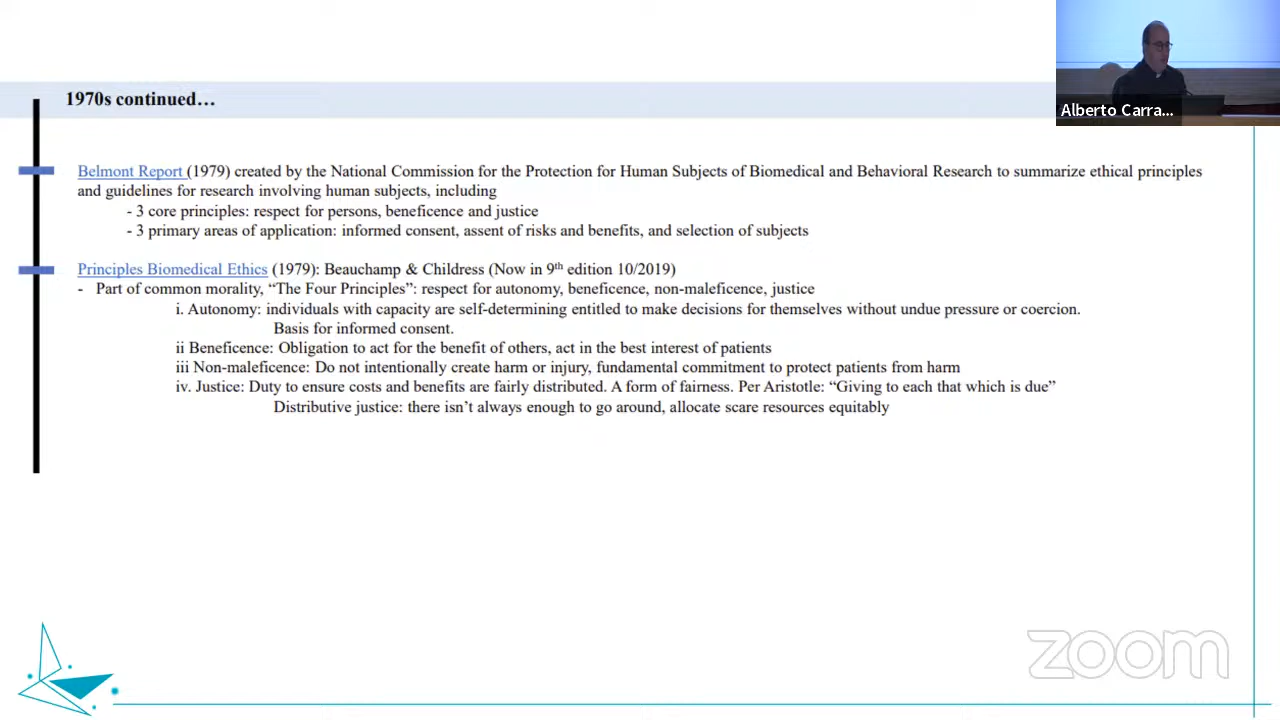 Alberto Carra...
1970s continued…
Belmont Report (1979) created by the National Commission for the Protection for Human Subjects of Biomedical and Behavioral Research to summarize ethical principles
and guidelines for research involving human subjects, including
- 3 core principles: respect for persons, beneficence and justice
- 3 primary areas of application: informed consent, assent of risks and benefits, and selection of subjects
Principles Biomedical Ethics (1979): Beauchamp & Childress (Now in 9th edition 10/2019)
- Part of common morality, “The Four Principles”: respect for autonomy, beneficence, non-maleficence, justice
i. Autonomy: individuals with capacity are self-determining entitled to make decisions for themselves without undue pressure or coercion.
Basis for informed consent.
ii Beneficence: Obligation to act for the benefit of others, act in the best interest of patients
iii Non-maleficence: Do not intentionally create harm or injury, fundamental commitment to protect patients from harm
iv. Justice: Duty to ensure costs and benefits are fairly distributed. A form of fairness. Per Aristotle: “Giving to each that which is due”
Distributive justice: there isn’t always enough to go around, allocate scare resources equitably
zoom